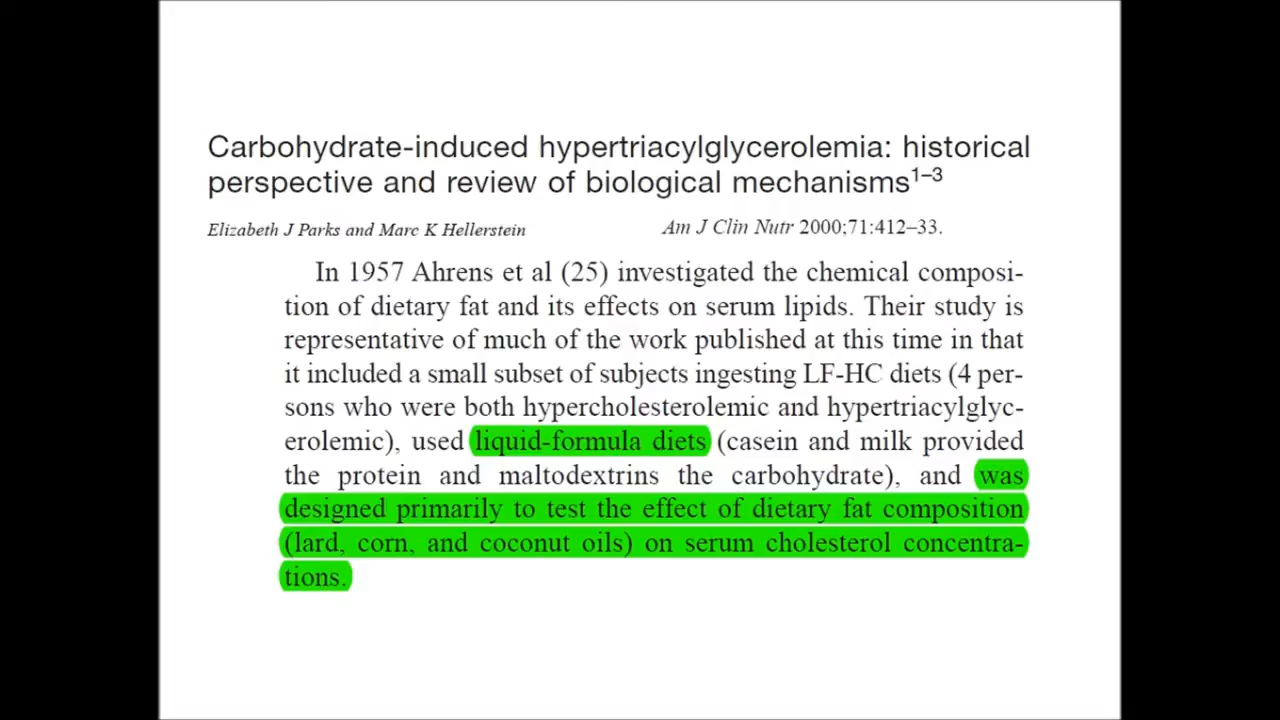 Carbohydrate-induced hypertriacylglycerolemia: historical
perspective and review of biological mechanisms¹⁻³
Elizabeth J Parks and Marc K Hellerstein
Am J Clin Nutr 2000;71:412–33.
In 1957 Ahrens et al (25) investigated the chemical composi-
tion of dietary fat and its effects on serum lipids. Their study is
representative of much of the work published at this time in that
it included a small subset of subjects ingesting LF-HC diets (4 per-
sons who were both hypercholesterolemic and hypertriacylglyc-
erolemic), used liquid-formula diets (casein and milk provided
the protein and maltodextrins the carbohydrate), and was
designed primarily to test the effect of dietary fat composition
(lard, corn, and coconut oils) on serum cholesterol concentra-
tions.